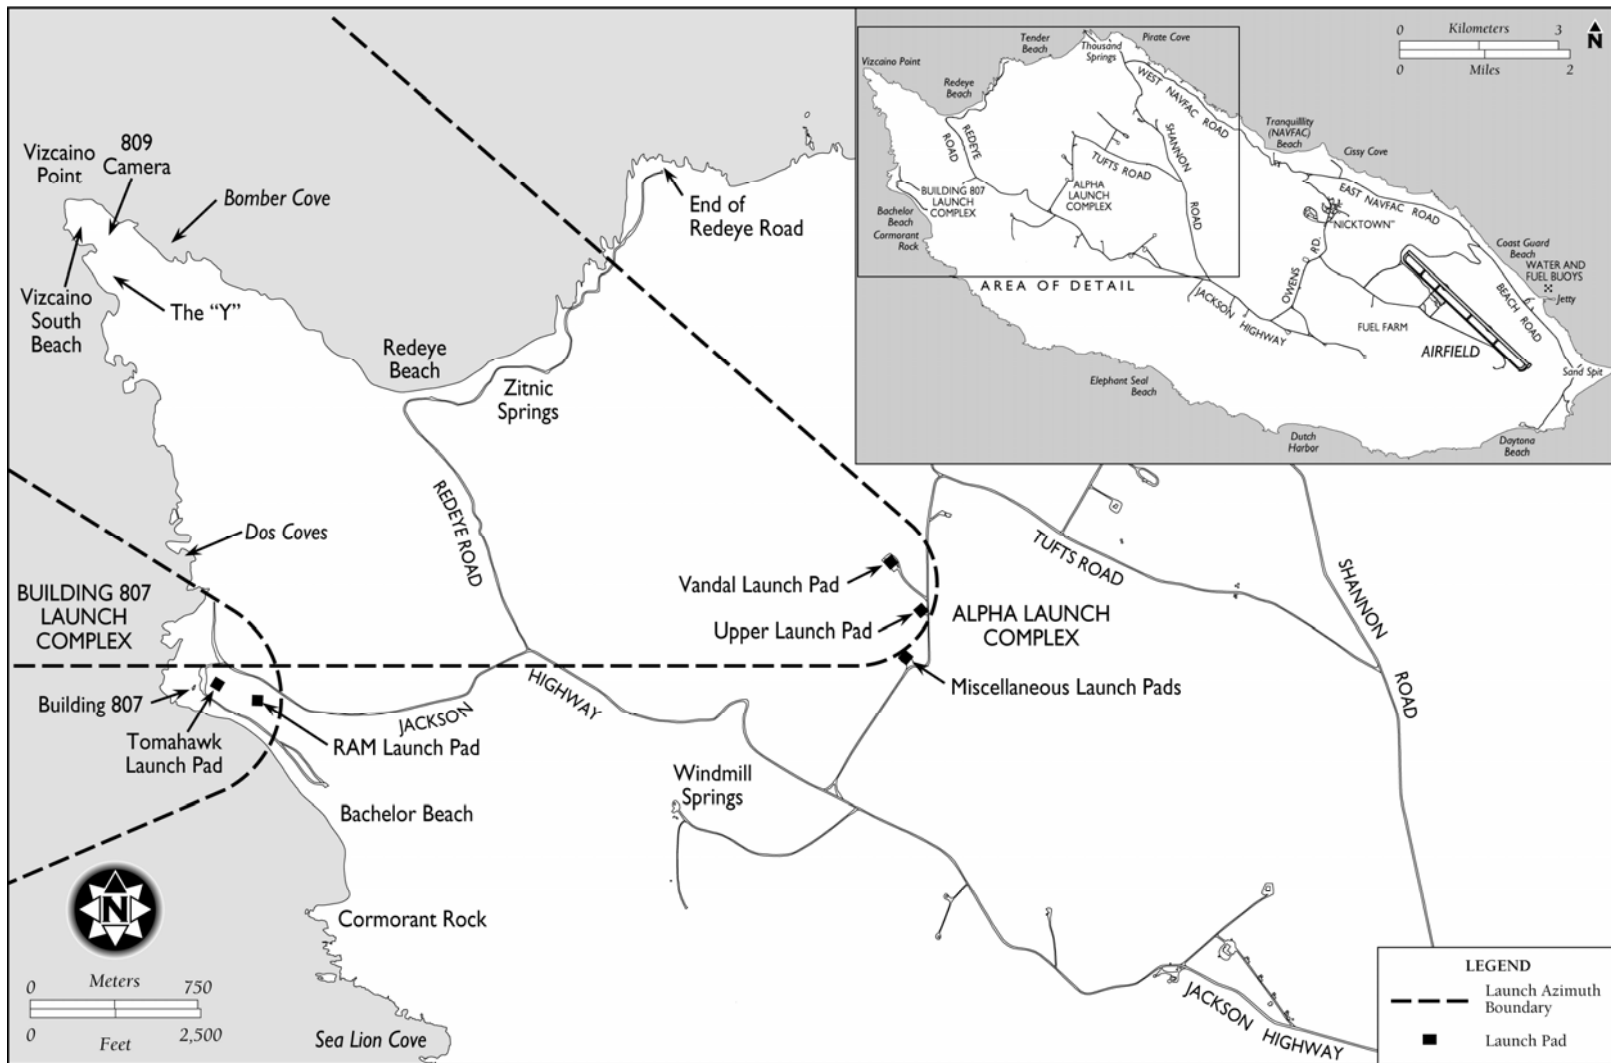 809
Camera
Vizcaino
Point
Bomber Cove
End of
Redeye Road
Vizcaino
South
Beach
The “Y”
Redeye
Beach
Zitnic
Springs
REDEYE ROAD
Dos Coves
BUILDING 807
LAUNCH
COMPLEX
Vandal Launch Pad
Upper Launch Pad
ALPHA LAUNCH
COMPLEX
Miscellaneous Launch Pads
TUFTS ROAD
SHANNON
ROAD
Building 807
Tomahawk
Launch Pad
RAM Launch Pad
JACKSON
HIGHWAY
Windmill
Springs
Bachelor Beach
Cormorant Rock
Sea Lion Cove
JACKSON HIGHWAY
N
0 Meters 750
0 2,500
Feet
LEGEND
Launch Azimuth
Boundary
Launch Pad
0 Kilometers 3
0 Miles 2
N
Vizcaino Point
Tender
Beach
Thousand
Springs
Pirate Cove
Redeye
Beach
WEST NAVFAC ROAD
REDEYE
ROAD
SHANNON
ROAD
TUFTS ROAD
Tranquillity
(NAVFAC)
Beach
Cissy Cove
BUILDING 807
LAUNCH
COMPLEX
ALPHA
LAUNCH
COMPLEX
Bachelor
Beach
Cormorant
Rock
EAST NAVFAC ROAD
"NICKTOWN"
Coast Guard
Beach
WATER AND
FUEL BUOYS
Jetty
AREA OF DETAIL
OWENS RD.
JACKSON HIGHWAY
BEACH ROAD
FUEL FARM
AIRFIELD
Sand Spit
Elephant Seal
Beach
Dutch
Harbor
Daytona
Beach